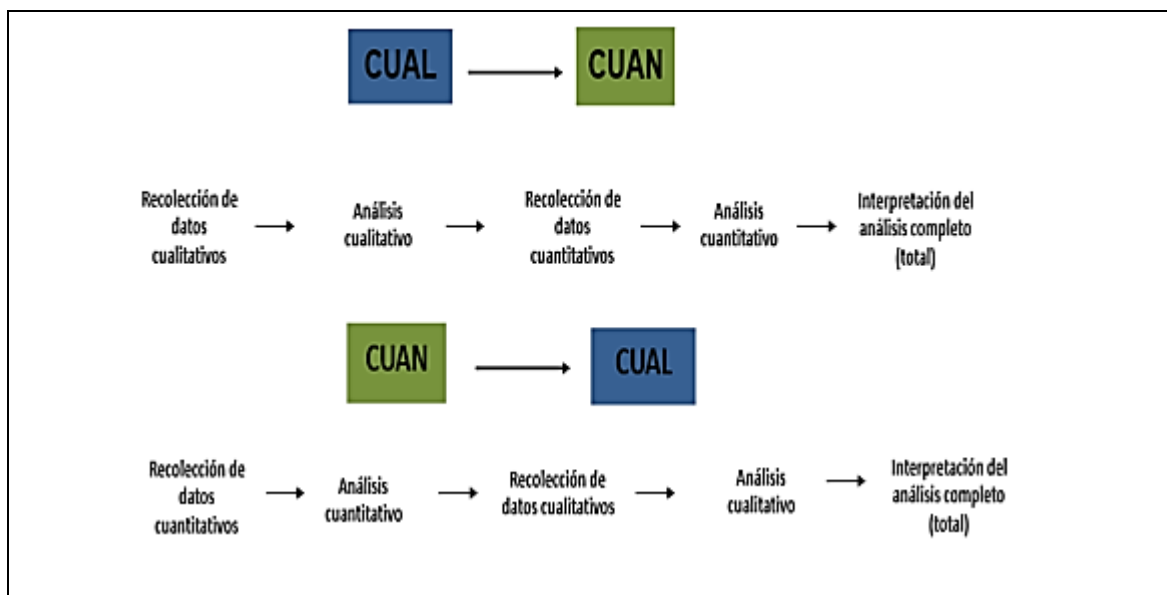 CUAL
CUAN
Recolección de
datos
cualitativos
Análisis
cualitativo
Recolección de
datos
cuantitativos
Análisis
cuantitativo
Interpretación del
análisis completo
(total)
CUAN
CUAL
Recolección de
datos
cuantitativos
Análisis
cuantitativo
Recolección de
datos cualitativos
Análisis
cualitativo
Interpretación del
análisis completo
(total)